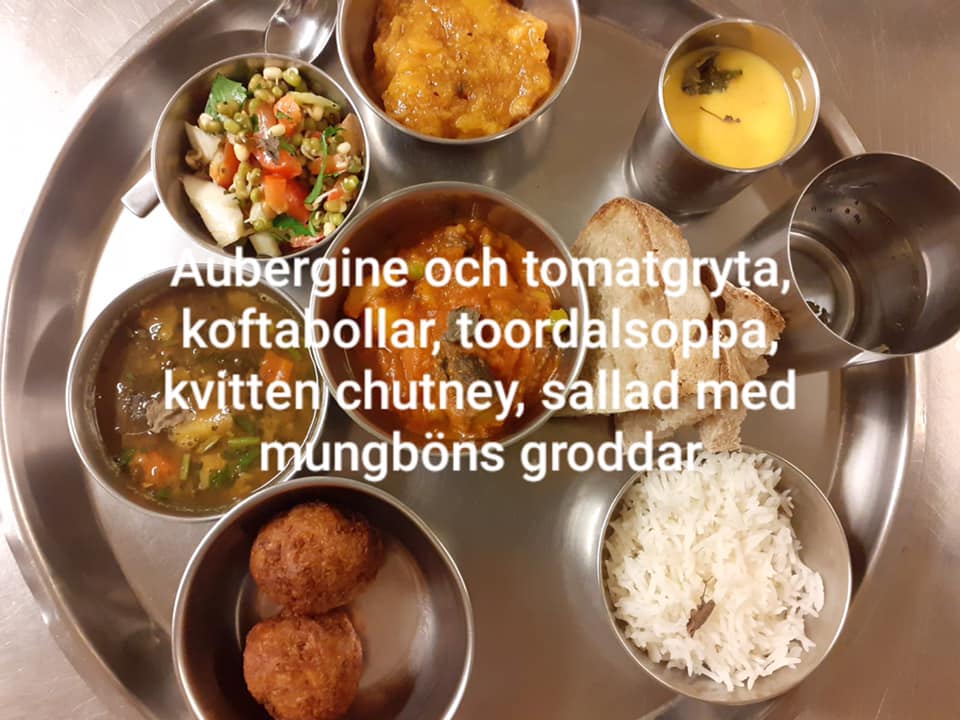 Aubergine och tomatgryta,
koftabollar, toordalsoppa,
kvitten chutney, sallad med
mungböns groddar